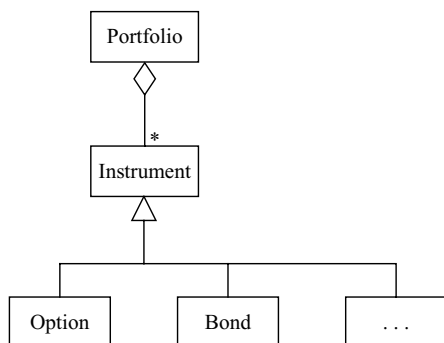 Portfolio
*
Instrument
Option
Bond
. . .